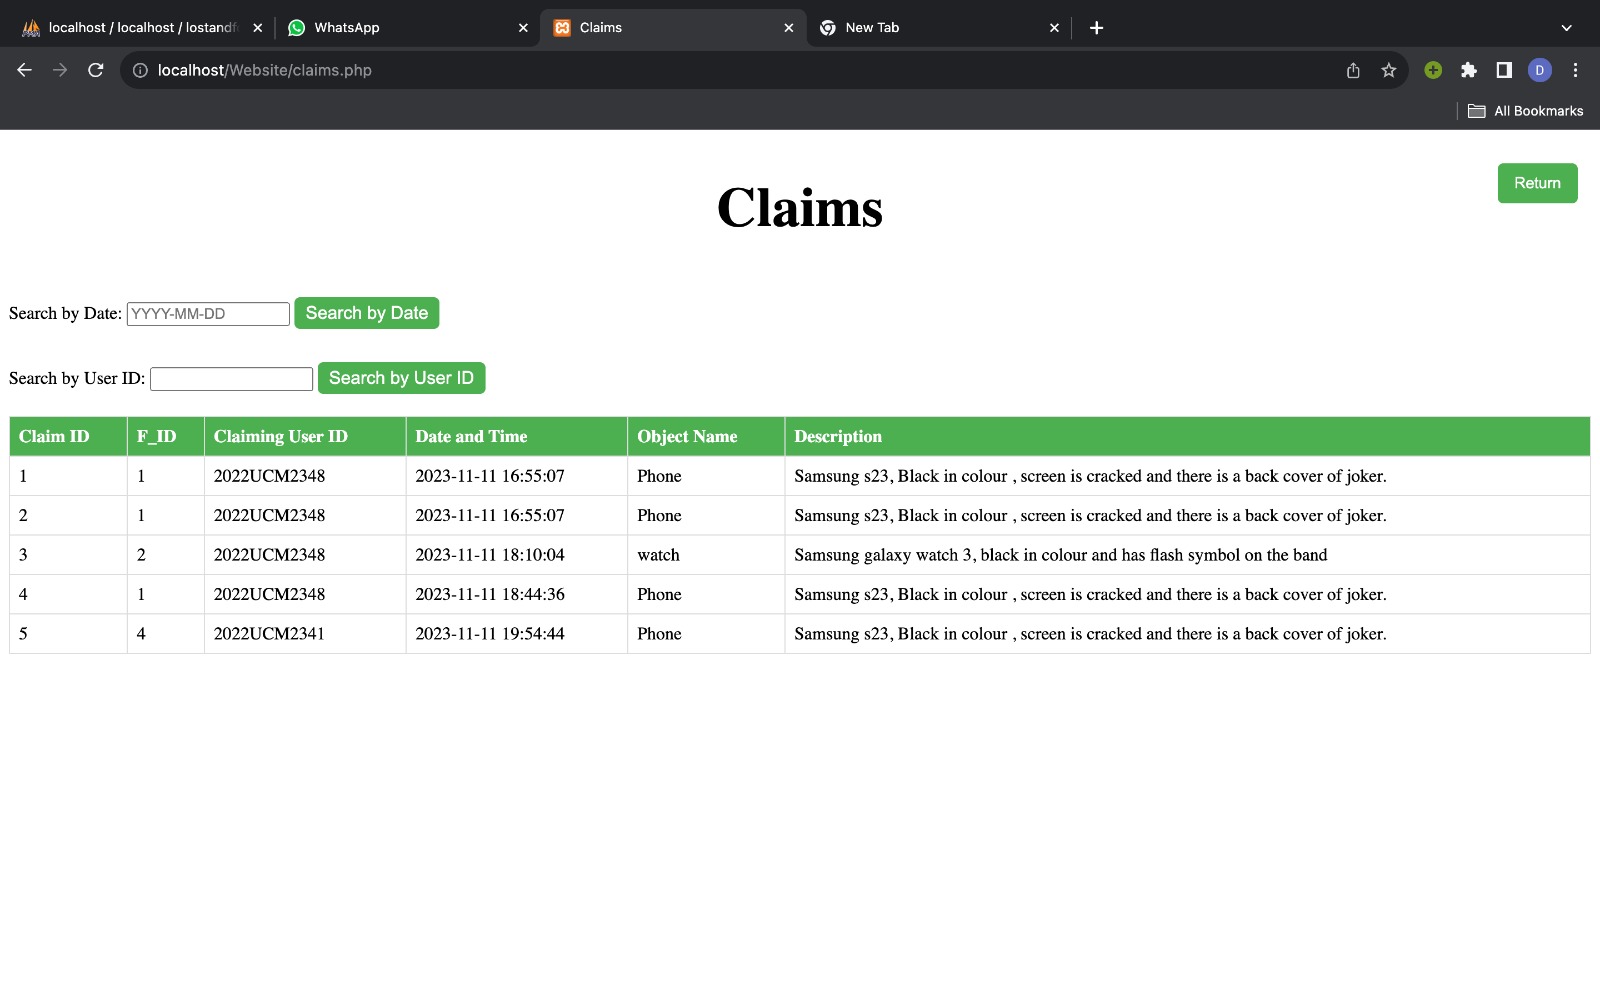 localhost / localhost / lostandf
WhatsApp
Claims
New Tab
localhost/Website/claims.php
D
All Bookmarks
Return
Claims
Search by Date: YYYY-MM-DD Search by Date
Search by User ID: Search by User ID
Claim ID F_ID Claiming User ID Date and Time Object Name Description
1 1 2022UCM2348 2023-11-11 16:55:07 Phone Samsung s23, Black in colour , screen is cracked and there is a back cover of joker.
2 1 2022UCM2348 2023-11-11 16:55:07 Phone Samsung s23, Black in colour , screen is cracked and there is a back cover of joker.
3 2 2022UCM2348 2023-11-11 18:10:04 watch Samsung galaxy watch 3, black in colour and has flash symbol on the band
4 1 2022UCM2348 2023-11-11 18:44:36 Phone Samsung s23, Black in colour , screen is cracked and there is a back cover of joker.
5 4 2022UCM2341 2023-11-11 19:54:44 Phone Samsung s23, Black in colour , screen is cracked and there is a back cover of joker.